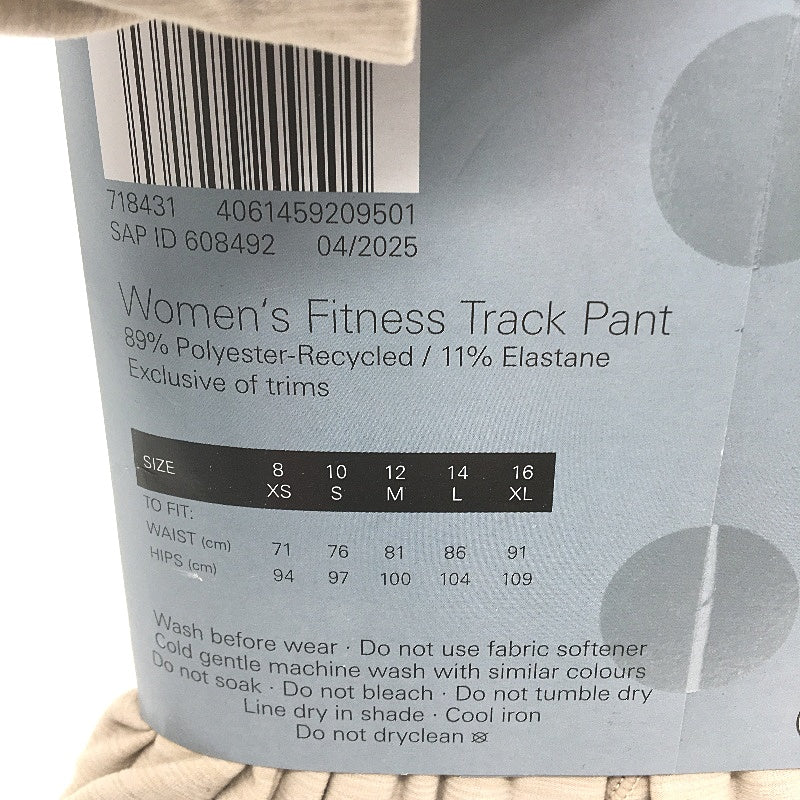 718431 4061459209501
SAP ID 608492 04/2025
Women's Fitness Track Pant
89% Polyester-Recycled / 11% Elastane
Exclusive of trims
SIZE 8 10 12 14 16
XS S M L XL
TO FIT:
WAIST (cm) 71 76 81 86 91
HIPS (cm) 94 97 100 104 109
Wash before wear · Do not use fabric softener
Cold gentle machine wash with similar colours
Do not soak · Do not bleach · Do not tumble dry
Line dry in shade · Cool iron
Do not dryclean